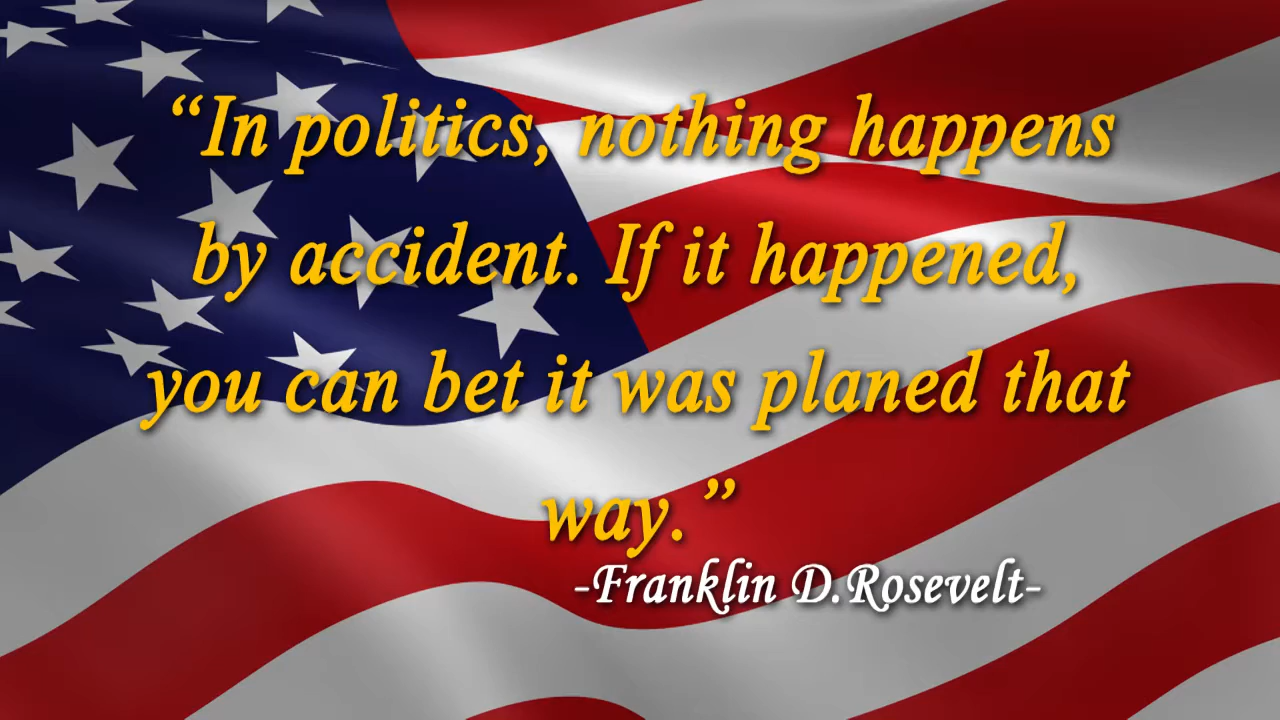 “In politics, nothing happens
by accident. If it happened,
you can bet it was planed that
way.”
-Franklin D.Rosevelt-